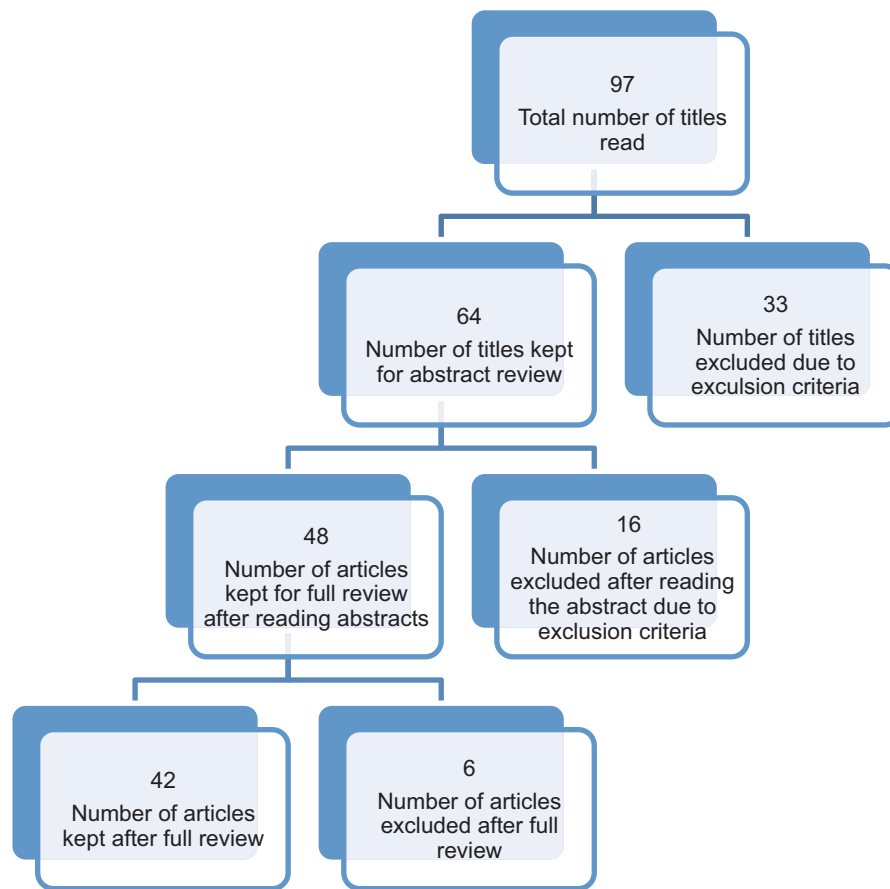 97
Total number of titles
read
64
Number of titles kept
for abstract review
33
Number of titles
excluded due to
exculsion criteria
48
Number of articles
kept for full review
after reading abstracts
16
Number of articles
excluded after reading
the abstract due to
exclusion criteria
42
Number of articles
kept after full review
6
Number of articles
excluded after full
review